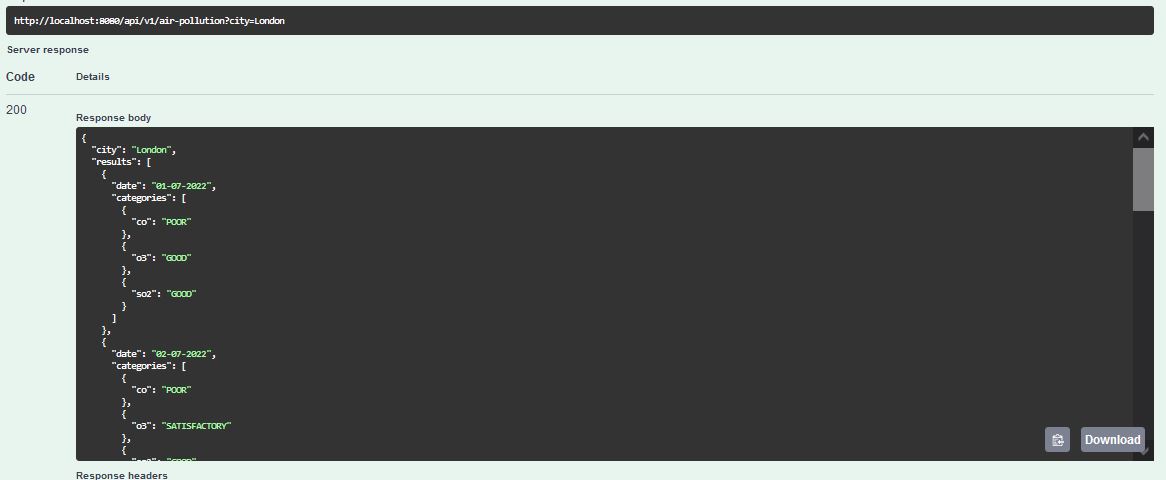 http://localhost:8080/api/v1/air-pollution?city=London
Server response
Code Details
200
Response body
{
"city": "London",
"results": [
{
"date": "01-07-2022",
"categories": [
{
"co": "POOR"
},
{
"o3": "GOOD"
},
{
"so2": "GOOD"
}
]
},
{
"date": "02-07-2022",
"categories": [
{
"co": "POOR"
},
{
"o3": "SATISFACTORY"
},
{
Download
Response headers